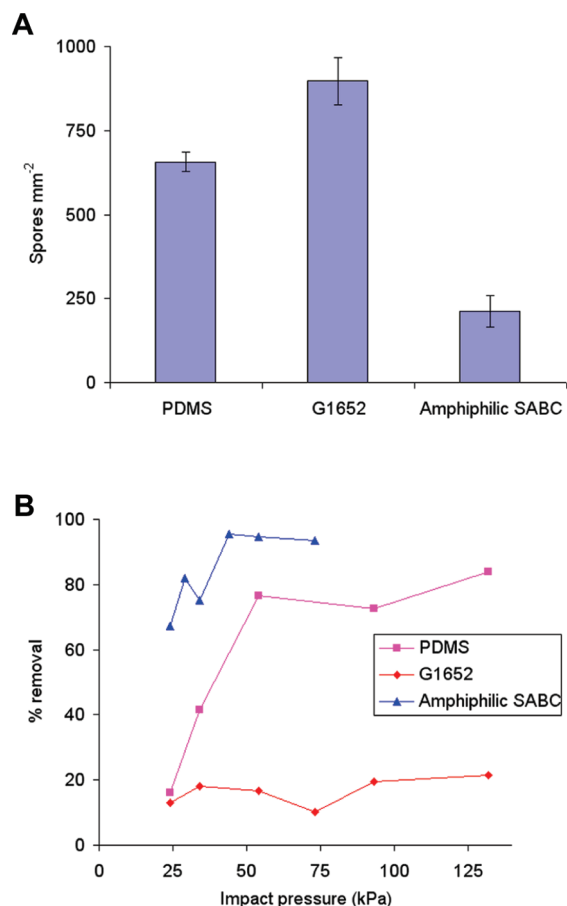 A
1000
750
500
250
0
Spores mm-2
PDMS G1652 Amphiphilic SABC
B
100
80
60
40
20
0
% removal
PDMS
G1652
Amphiphilic SABC
0 25 50 75 100 125
Impact pressure (kPa)